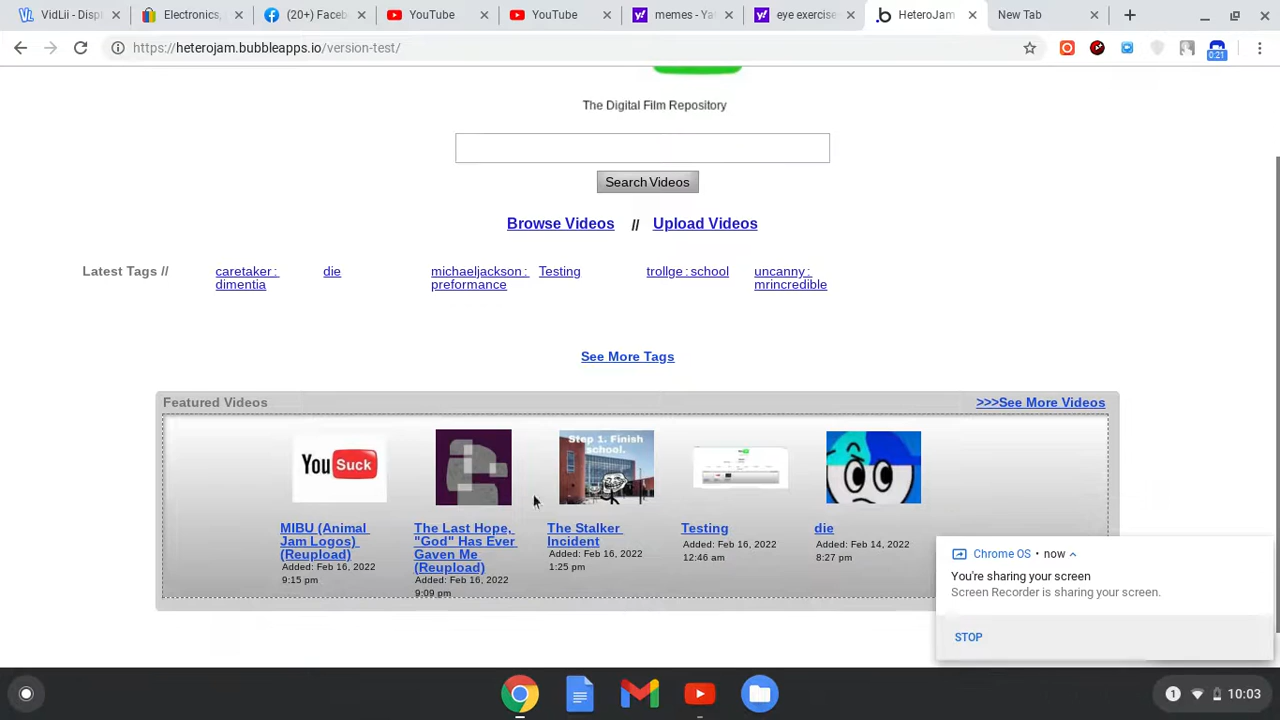 VidLii - Displ
Electronics,
(20+) Faceb
YouTube
YouTube
memes - Ya
eye exercise
HeteroJam
New Tab
https://heterojam.bubbleapps.io/version-test/
0:21
The Digital Film Repository
Search Videos
Browse Videos // Upload Videos
Latest Tags //
caretaker :
dimentia
die
michaeljackson :
preformance
Testing
trollge : school
uncanny :
mrincredible
See More Tags
Featured Videos
>>>See More Videos
You Suck
Step 1. Finish
school.
MIBU (Animal
Jam Logos)
(Reupload)
Added: Feb 16, 2022
9:15 pm
The Last Hope,
"God" Has Ever
Gaven Me
(Reupload)
Added: Feb 16, 2022
9:09 pm
The Stalker
Incident
Added: Feb 16, 2022
1:25 pm
Testing
Added: Feb 16, 2022
12:46 am
die
Added: Feb 14, 2022
8:27 pm
Chrome OS • now
You're sharing your screen
Screen Recorder is sharing your screen.
STOP
1
10:03